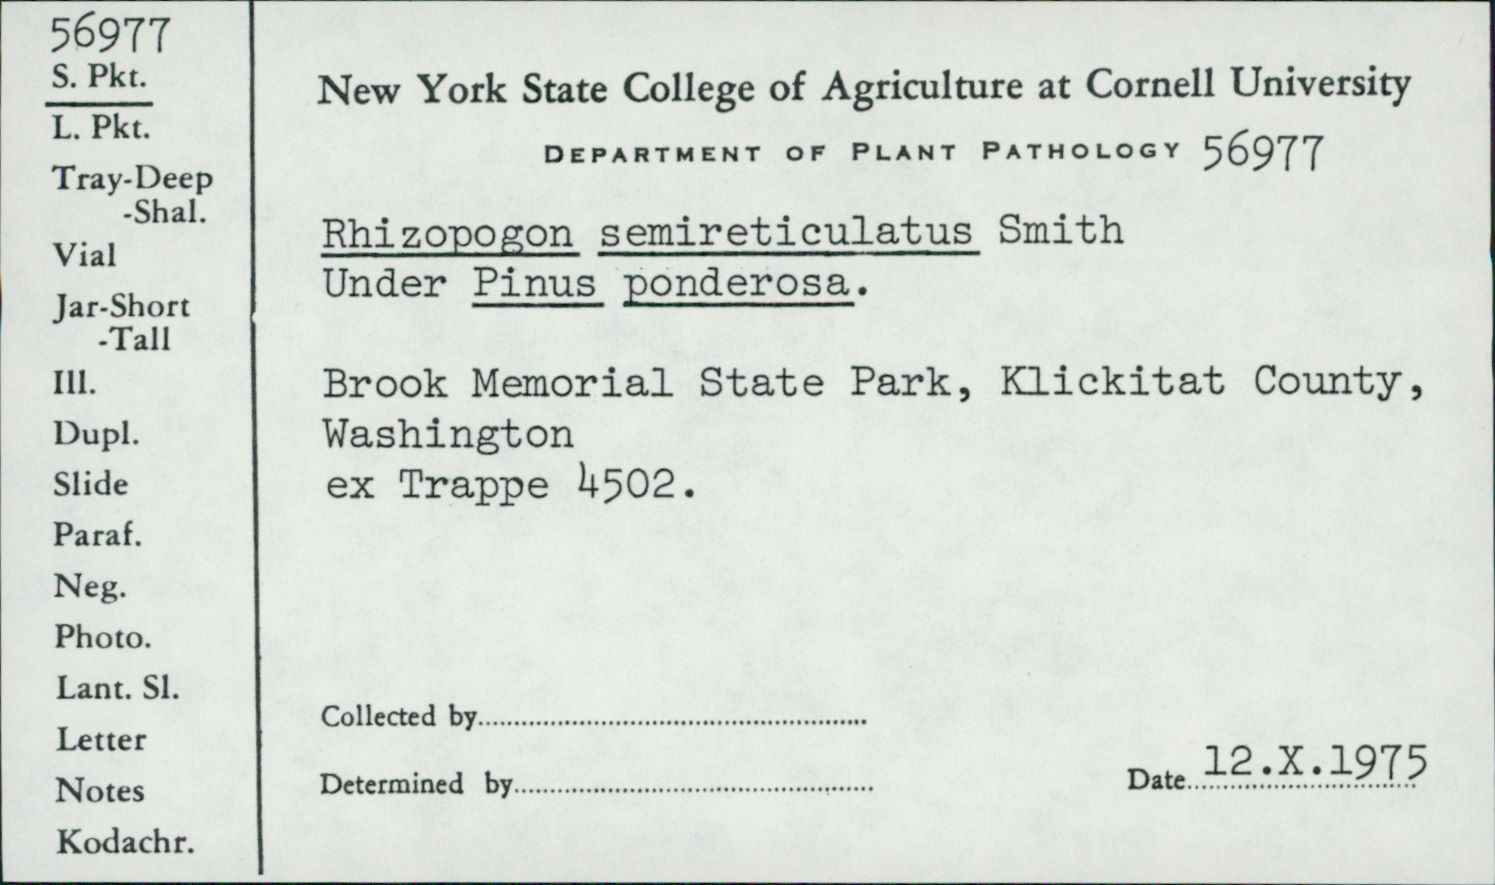 56977
S. Pkt.
L. Pkt.
Tray-Deep
-Shal.
Vial
Jar-Short
-Tall
Ill.
Dupl.
Slide
Paraf.
Neg.
Photo.
Lant. Sl.
Letter
Notes
Kodachr.
New York State College of Agriculture at Cornell University
DEPARTMENT OF PLANT PATHOLOGY 56977
Rhizopogon semireticulatus Smith
Under Pinus ponderosa.
Brook Memorial State Park, Klickitat County,
Washington
ex Trappe 4502.
Collected by
Determined by
Date 12.X.1975